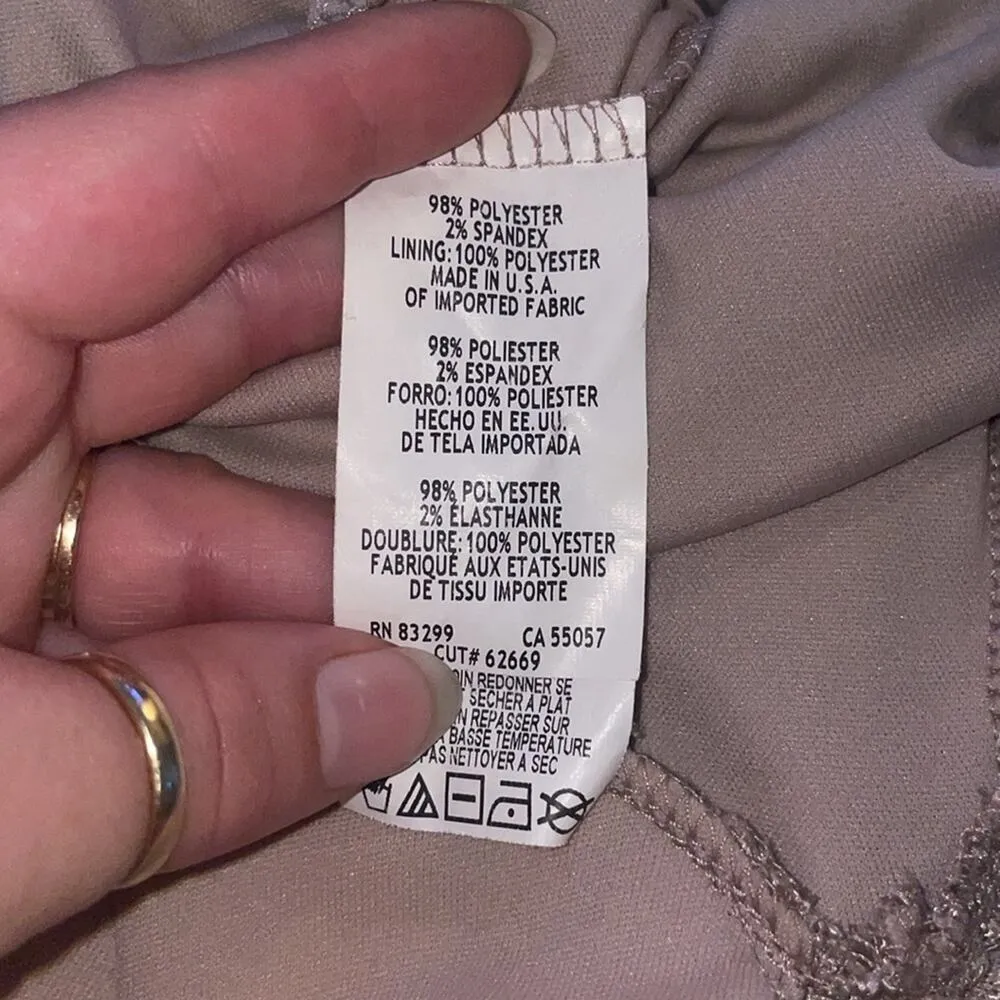 98% POLYESTER
2% SPANDEX
LINING: 100% POLYESTER
MADE IN U.S.A.
OF IMPORTED FABRIC
98% POLIESTER
2% ESPANDEX
FORRO: 100% POLIESTER
HECHO EN EE.UU.
DE TELA IMPORTADA
98% POLYESTER
2% ÉLASTHANNE
DOUBLURE: 100% POLYESTER
FABRIQUÉ AUX ETATS-UNIS
DE TISSU IMPORTE
RN 83299 CA 55057
CUT# 62669
REDONNER SE
SECHER A PLAT
REPASSER SUR
A BASSE TEMPERATURE
PAS NETTOYER A SEC